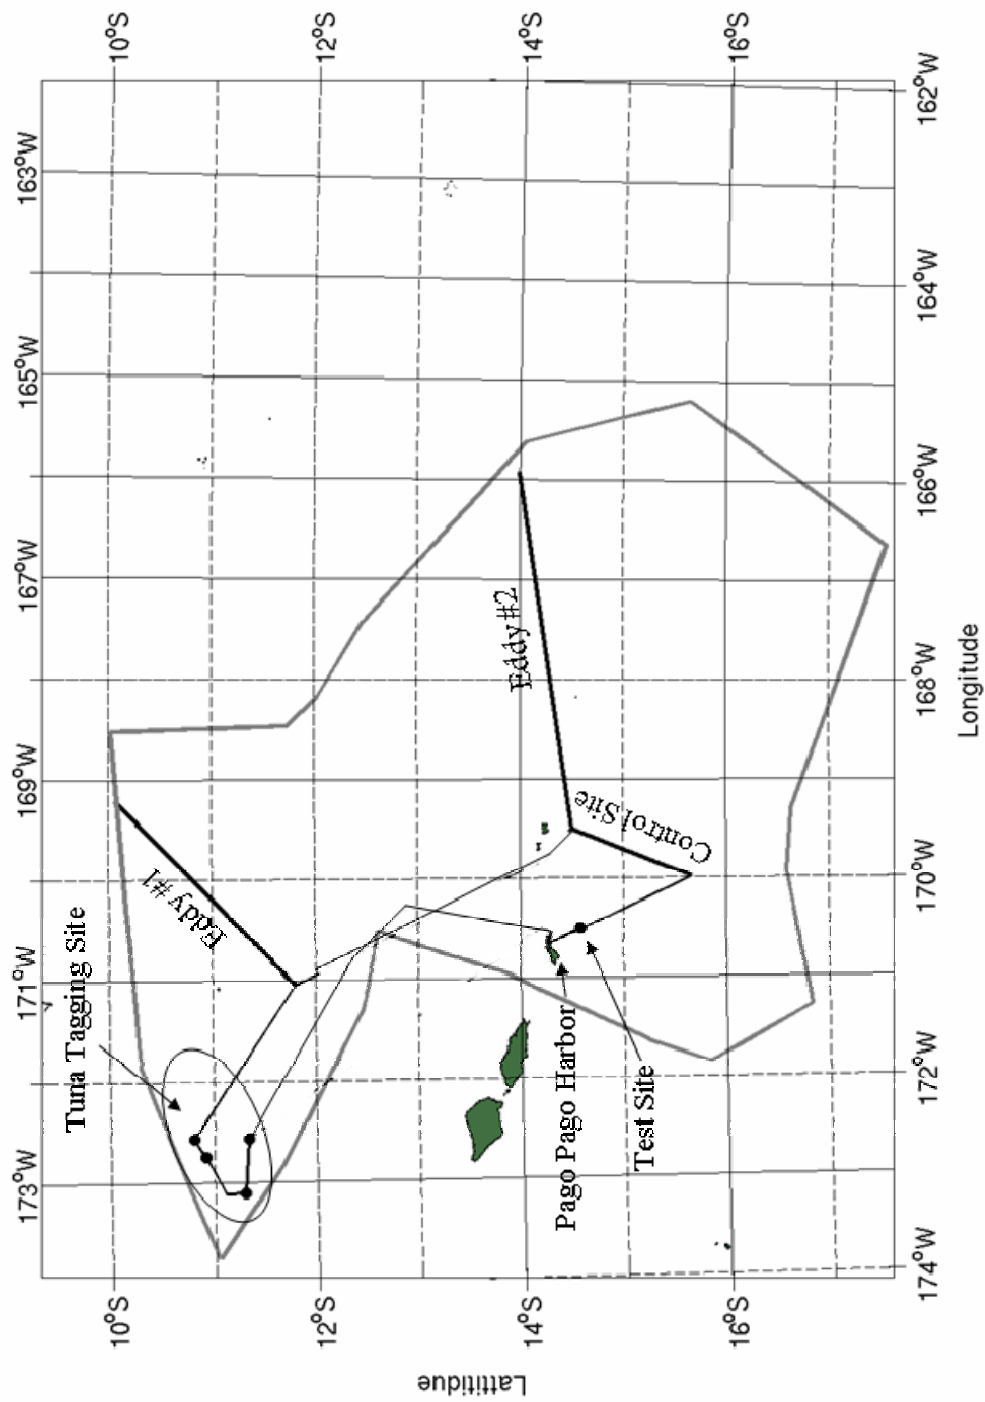 10°S
12°S
14°S
16°S
163°W
165°W
167°W
169°W
171°W
173°W
162°W
164°W
166°W
168°W
170°W
172°W
174°W
Tuna Tagging Site
Eddy #1
Eddy #2
Control Site
Pago Pago Harbor
Test Site
10°S
12°S
14°S
16°S
Longitude
Lattitidue